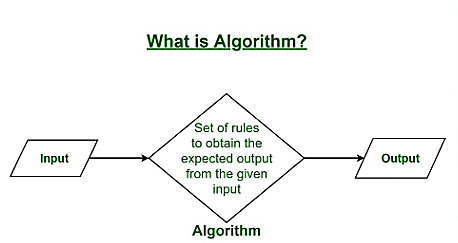 What is Algorithm?
Input
Set of rules
to obtain the
expected output
from the given
input
Output
Algorithm